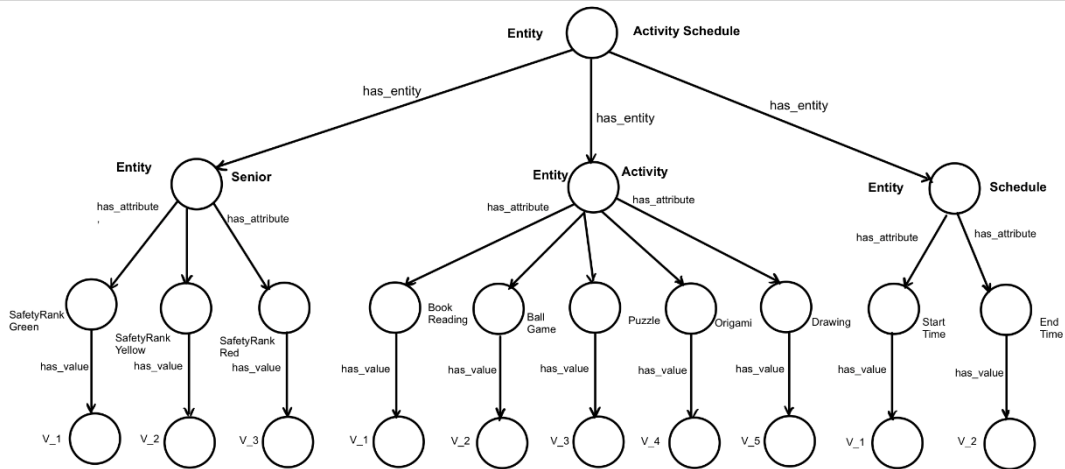 Entity
Activity Schedule
has_entity
has_entity
has_entity
Entity
Senior
Entity
Activity
Entity
Schedule
has_attribute
has_attribute
has_attribute
has_attribute
has_attribute
has_attribute
SafetyRank
Green
SafetyRank
Yellow
SafetyRank
Red
Book
Reading
Ball
Game
Puzzle
Origami
Drawing
Start
Time
End
Time
has_value
has_value
has_value
has_value
has_value
has_value
has_value
has_value
has_value
has_value
V_1
V_2
V_3
V_1
V_2
V_3
V_4
V_5
V_1
V_2